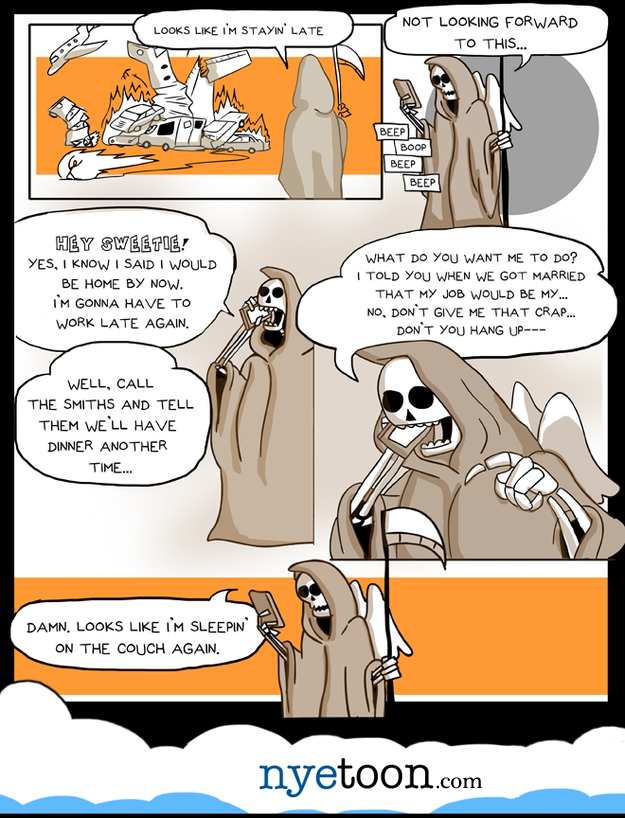 LOOKS LIKE I'M STAYIN' LATE
NOT LOOKING FORWARD
TO THIS...
BEEP
BOOP
BEEP
BEEP
HEY SWEETIE!
YES, I KNOW I SAID I WOULD
BE HOME BY NOW.
I'M GONNA HAVE TO
WORK LATE AGAIN.
WELL, CALL
THE SMITHS AND TELL
THEM WE'LL HAVE
DINNER ANOTHER
TIME...
WHAT DO YOU WANT ME TO DO?
I TOLD YOU WHEN WE GOT MARRIED
THAT MY JOB WOULD BE MY...
NO, DON'T GIVE ME THAT CRAP...
DON'T YOU HANG UP---
DAMN. LOOKS LIKE I'M SLEEPIN'
ON THE COUCH AGAIN.
nyetoon.com